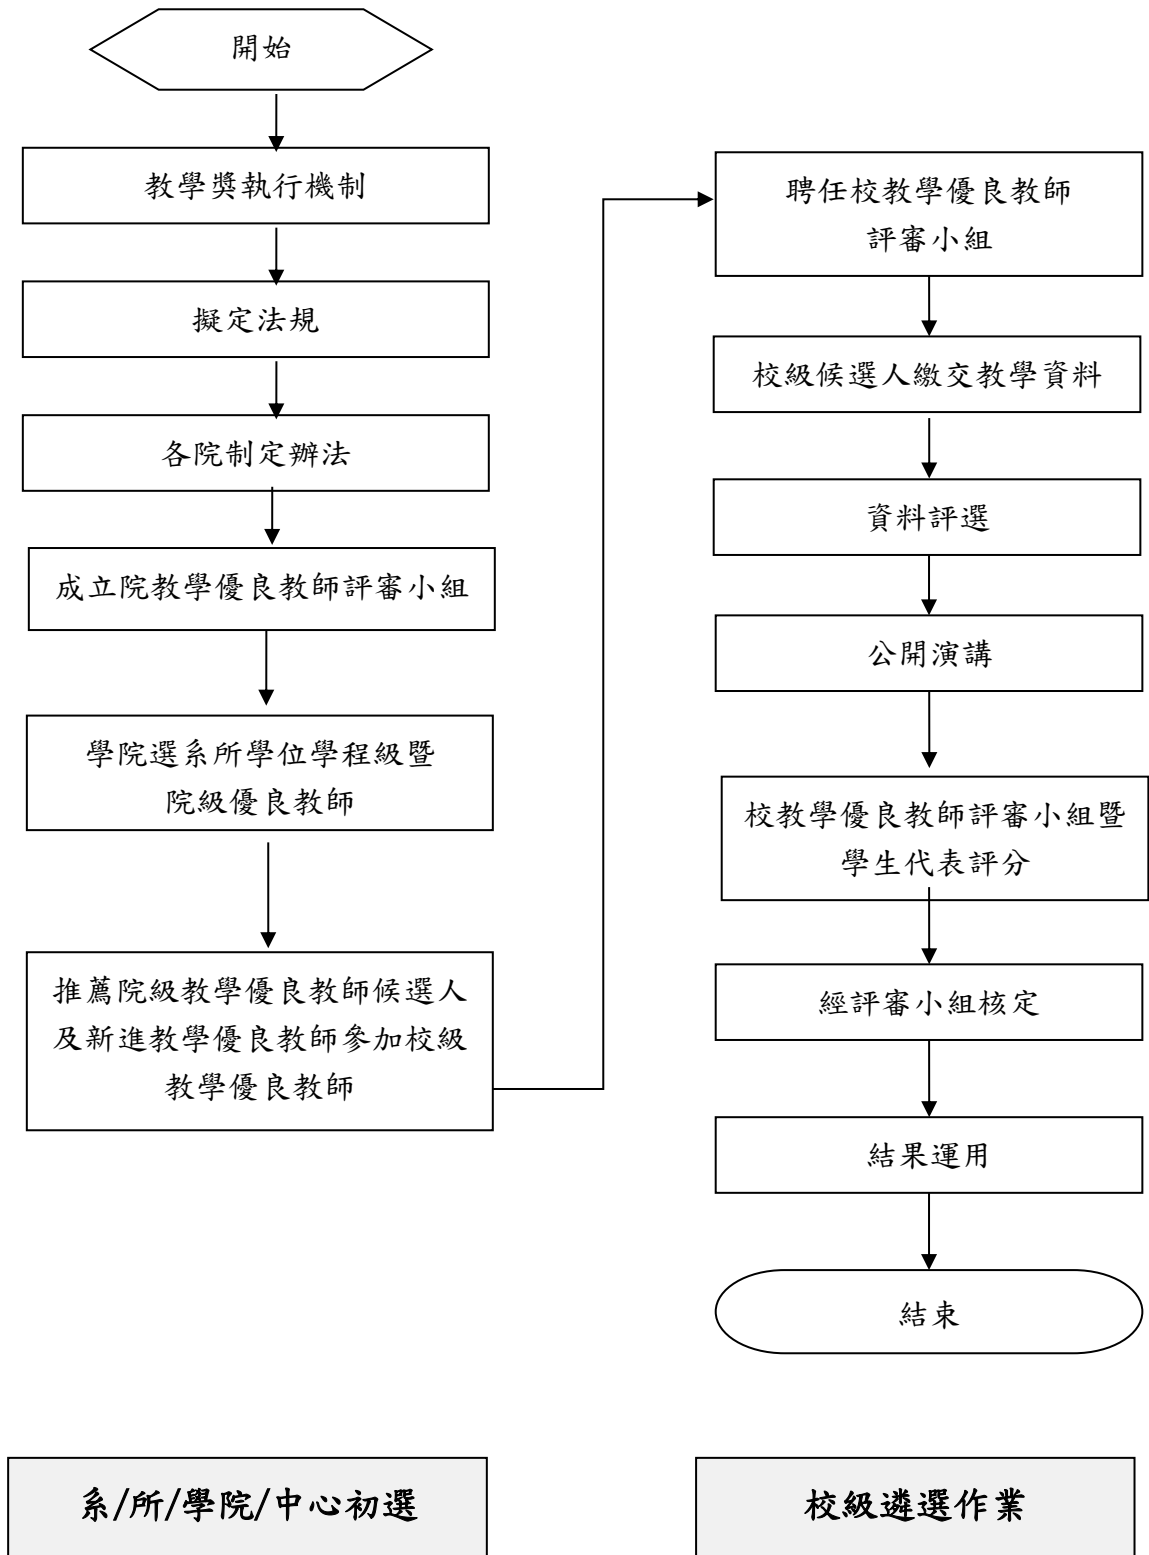 開始
教學獎執行機制
擬定法規
各院制定辦法
成立院教學優良教師評審小組
學院選系所學位學程級暨
院級優良教師
推薦院級教學優良教師候選人
及新進教學優良教師參加校級
教學優良教師
聘任校教學優良教師
評審小組
校級候選人繳交教學資料
資料評選
公開演講
校教學優良教師評審小組暨
學生代表評分
經評審小組核定
結果運用
結束
系/所/學院/中心初選
校級遴選作業